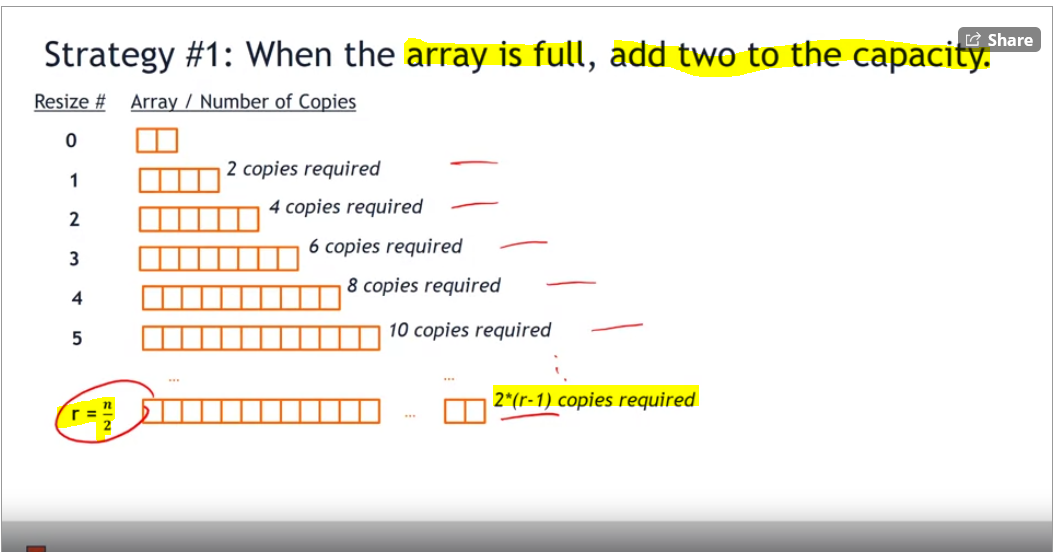 Share
Strategy #1: When the array is full, add two to the capacity.
Resize # Array / Number of Copies
0
1 2 copies required
2 4 copies required
3 6 copies required
4 8 copies required
5 10 copies required
... ...
r = n/2 ... 2*(r-1) copies required